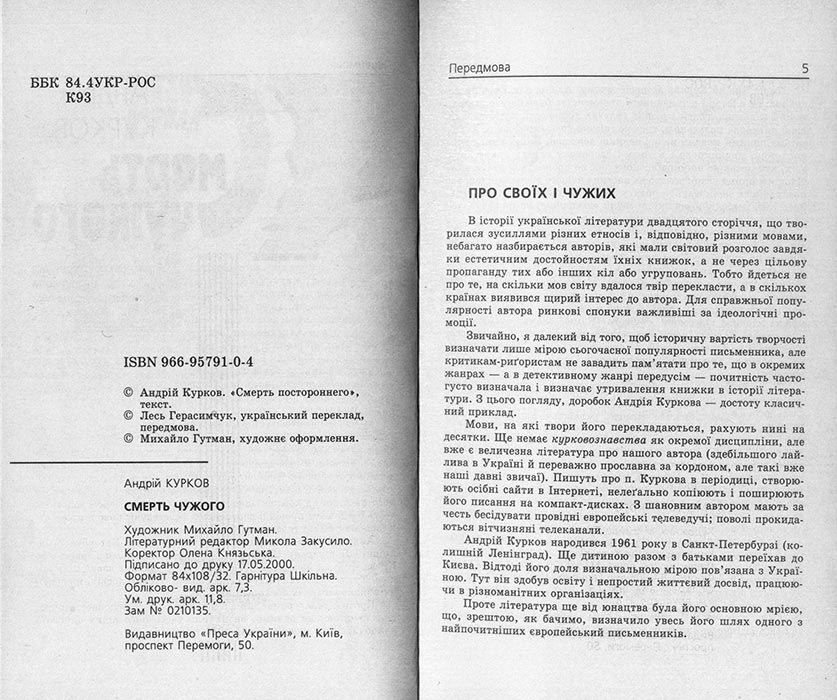 ББК 84.4УКР-РОС
К93
ISBN 966-95791-0-4
© Андрій Курков. «Смерть постороннего»,
текст.
© Лесь Герасимчук, український переклад,
передмова.
© Михайло Гутман, художнє оформлення.
Андрій КУРКОВ
СМЕРТЬ ЧУЖОГО
Художник Михайло Гутман.
Літературний редактор Микола Закусило.
Коректор Олена Князьська.
Підписано до друку 17.05.2000.
Формат 84х108/32. Гарнітура Шкільна.
Обліково- вид. арк. 7,3.
Ум. друк. арк. 11,8.
Зам № 0210135.
Видавництво «Преса України», м. Київ,
проспект Перемоги, 50.
Передмова 5
ПРО СВОЇХ І ЧУЖИХ
В історії української літератури двадцятого сторіччя, що тво-
рилася зусиллями різних етносів і, відповідно, різними мовами,
небагато назбирається авторів, які мали світовий розголос завдя-
ки естетичним достойностям їхніх книжок, а не через цільову
пропаганду тих або інших кіл або угруповань. Тобто йдеться не
про те, на скільки мов світу вдалося твір перекласти, а в скількох
країнах виявився щирий інтерес до автора. Для справжньої попу-
лярності автора ринкові спонуки важливіші за ідеологічні про-
моції.
Звичайно, я далекий від того, щоб історичну вартість творчості
визначати лише мірою сьогочасної популярності письменника, але
критикам-риґористам не завадить пам'ятати про те, що в окремих
жанрах — а в детективному жанрі передусім — почитність часто-
густо визначала і визначає утривалення книжки в історії літера-
тури. З цього погляду, доробок Андрія Куркова — достоту класич-
ний приклад.
Мови, на які твори його перекладаються, рахують нині на
десятки. Ще немає курковознавства як окремої дисципліни, але
вже є величезна література про нашого автора (здебільшого лай-
лива в Україні й переважно прославна за кордоном, але такі вже
наші давні звичаї). Пишуть про п. Куркова в періодиці, створю-
ють осібні сайти в Інтернеті, нелеґально копіюють і поширюють
його писання на компакт-дисках. З шановним автором мають за
честь бесідувати провідні европейські телеведучі; поволі прокида-
ються вітчизняні телеканали.
Андрій Курков народився 1961 року в Санкт-Петербурзі (ко-
лишній Ленінград). Ще дитиною разом з батьками переїхав до
Києва. Відтоді його доля визначальною мірою пов'язана з Украї-
ною. Тут він здобув освіту і непростий життєвий досвід, працюю-
чи в різноманітних організаціях.
Проте література ще від юнацтва була його основною мрією,
що, зрештою, як бачимо, визначило увесь його шлях одного з
найпочитніших європейський письменників.